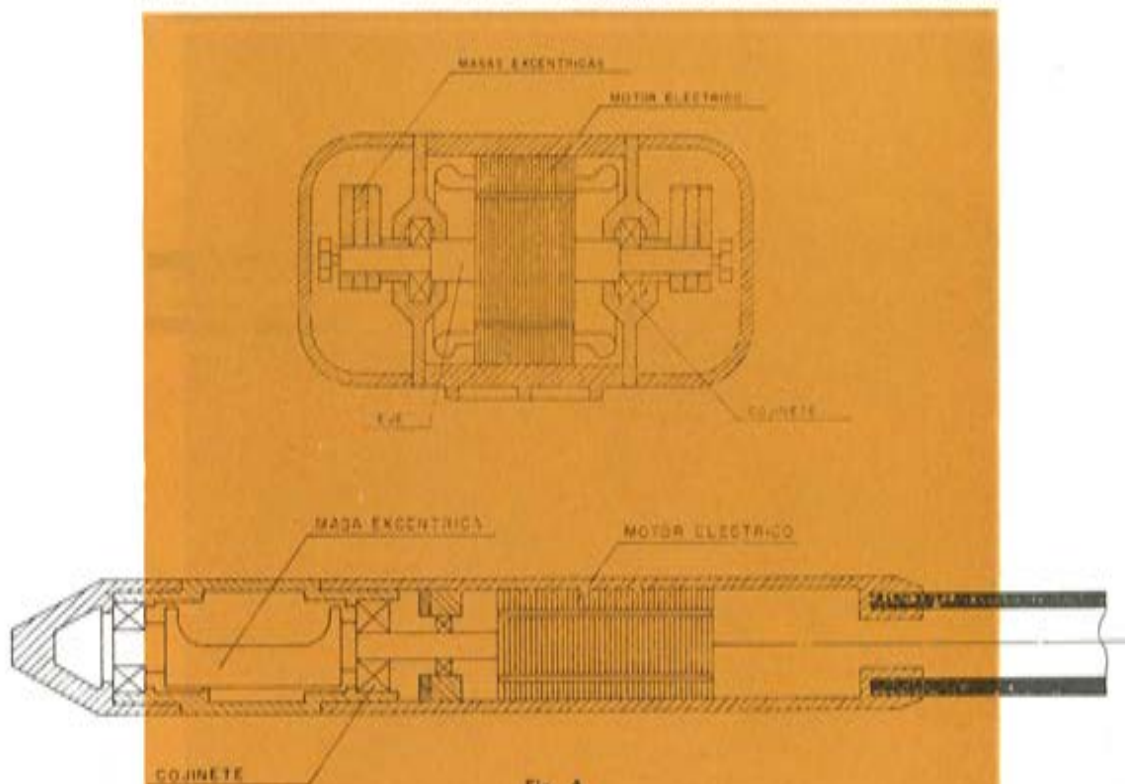 MASAS EXCENTRICAS
MOTOR ELECTRICO
EJE
COJINETE
MASA EXCENTRICA
MOTOR ELECTRICO
COJINETE